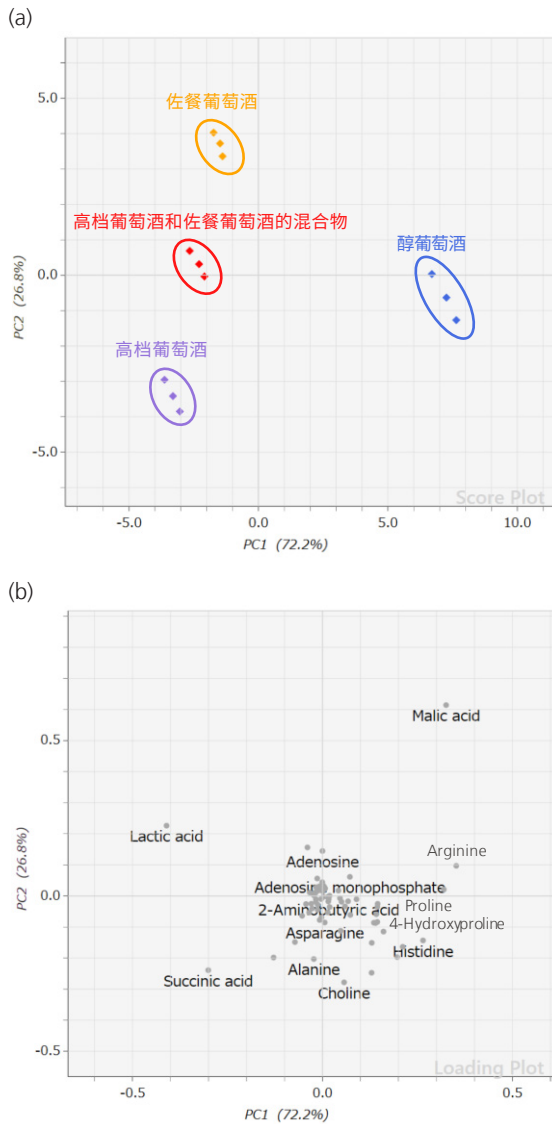 (a)
佐餐葡萄酒
5.0
高档葡萄酒和佐餐葡萄酒的混合物
醇葡萄酒
0.0
PC2 (26.8%)
高档葡萄酒
-5.0
Score Plot
-5.0 0.0 5.0 10.0
PC1 (72.2%)
(b)
Malic acid
0.5
Lactic acid
Arginine
Adenosine
PC2 (26.8%)
Adenosine monophosphate
0.0
2-Aminobutyric acid
Proline
4-Hydroxyproline
Asparagine
Histidine
Alanine
Succinic acid
Choline
-0.5
Loading Plot
-0.5 0.0 0.5
PC1 (72.2%)